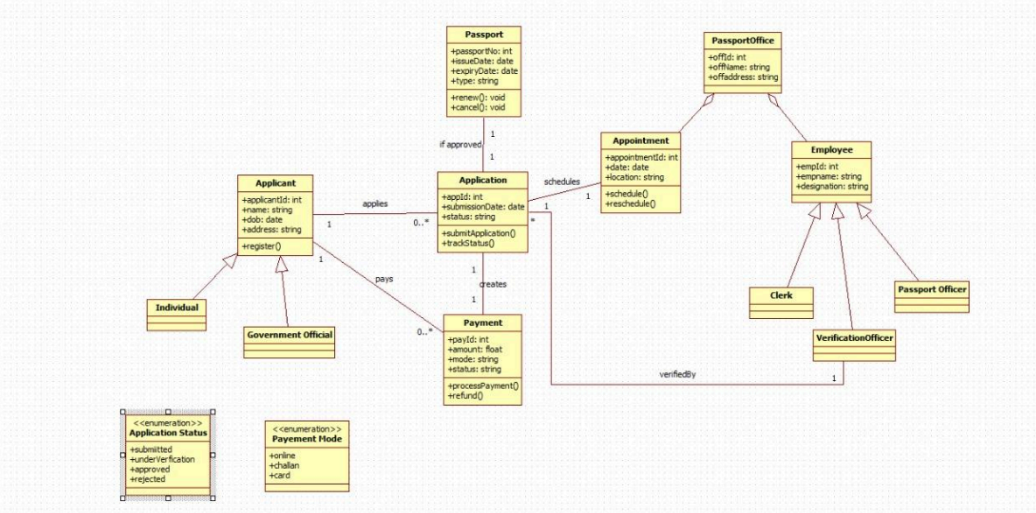 Passport
+passportNo: int
+issueDate: date
+expiryDate: date
+type: string
+renew(): void
+cancel(): void
PassportOffice
+offId: int
+offName: string
+offaddress: string
1
if approved
1
Appointment
+appointmentId: int
+date: date
+location: string
+schedule()
+reschedule()
Employee
+empId: int
+empname: string
+designation: string
Applicant
+applicantId: int
+name: string
+dob: date
+address: string
+register()
applies
1
0..*
Application
+appId: int
+submissionDate: date
+status: string
+submitApplication()
+trackStatus()
schedules
1
1
*
1
pays
0..*
1
creates
1
Individual
Government Official
Payment
+payId: int
+amount: float
+mode: string
+status: string
+processPayment()
+refund()
Clerk
Passport Officer
VerificationOfficer
verifiedBy
1
<<enumeration>>
Application Status
+submitted
+underVerfication
+approved
+rejected
<<enumeration>>
Payement Mode
+online
+challan
+card